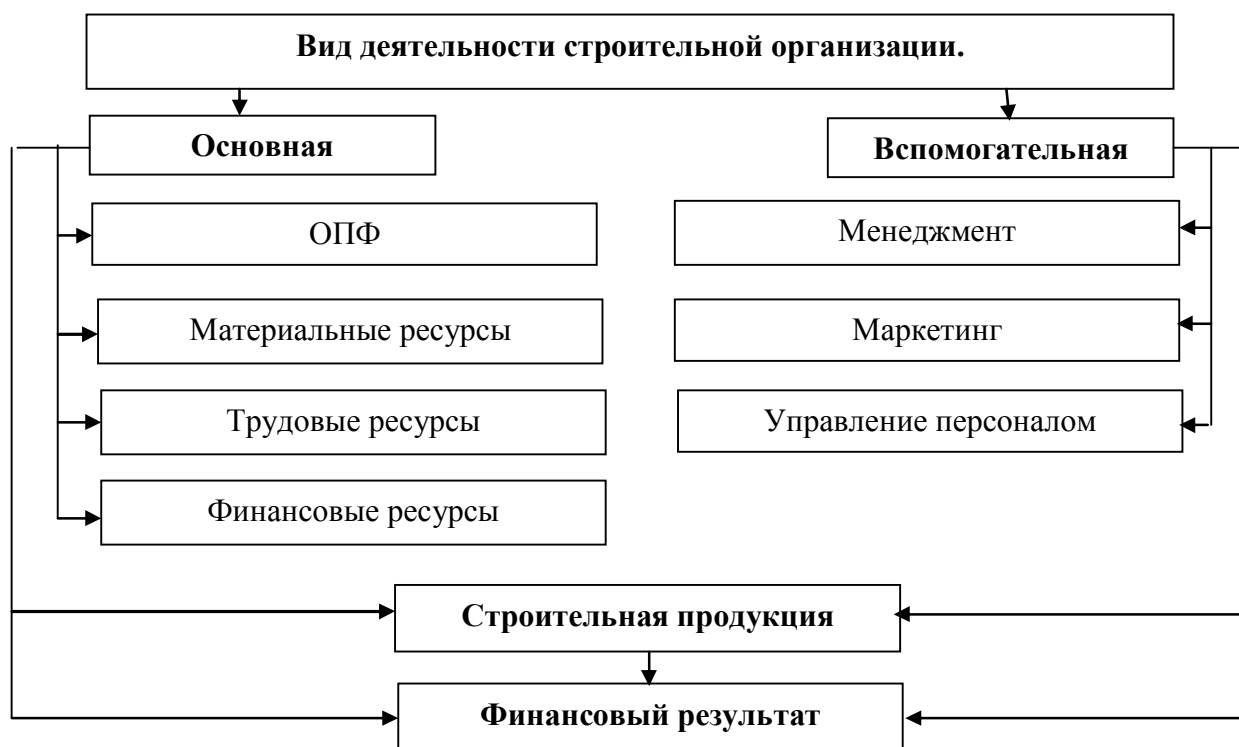 Вид деятельности строительной организации.
Основная
Вспомогательная
ОПФ
Менеджмент
Материальные ресурсы
Маркетинг
Трудовые ресурсы
Управление персоналом
Финансовые ресурсы
Строительная продукция
Финансовый результат